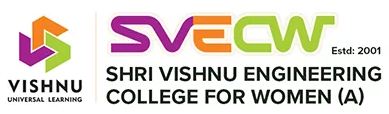 SVECW
Estd: 2001
VISHNU
UNIVERSAL LEARNING
SHRI VISHNU ENGINEERING
COLLEGE FOR WOMEN (A)